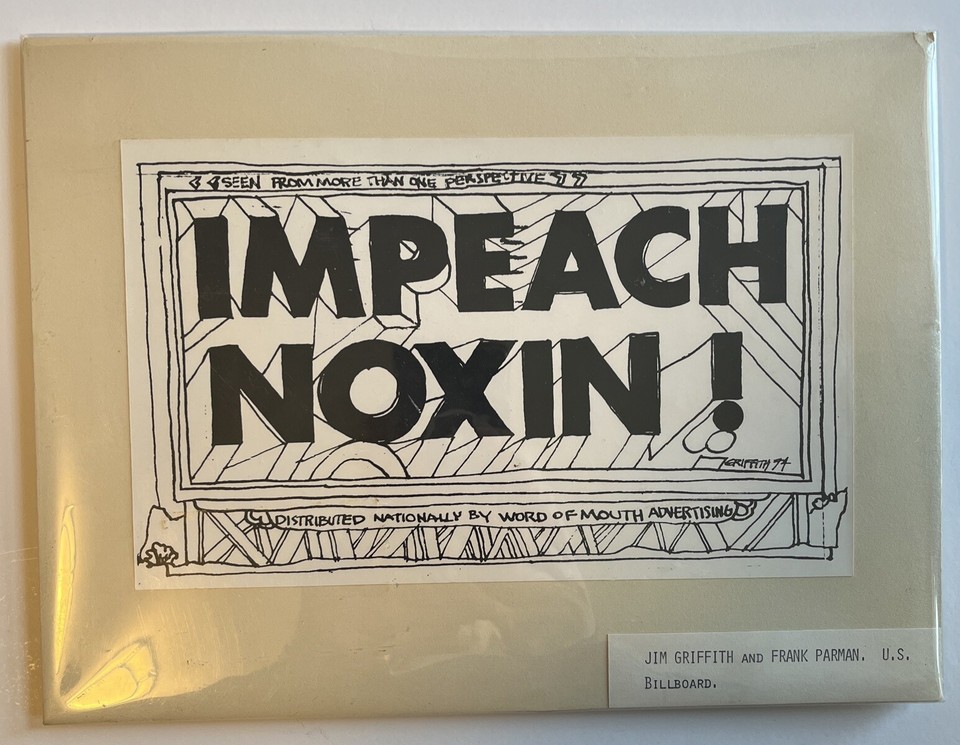 SEEN FROM MORE THAN ONE PERSPECTIVE
IMPEACH
NOXIN !
GRIFFITH 74
DISTRIBUTED NATIONALLY BY WORD OF MOUTH ADVERTISING
JIM GRIFFITH AND FRANK PARMAN. U.S.
BILLBOARD.